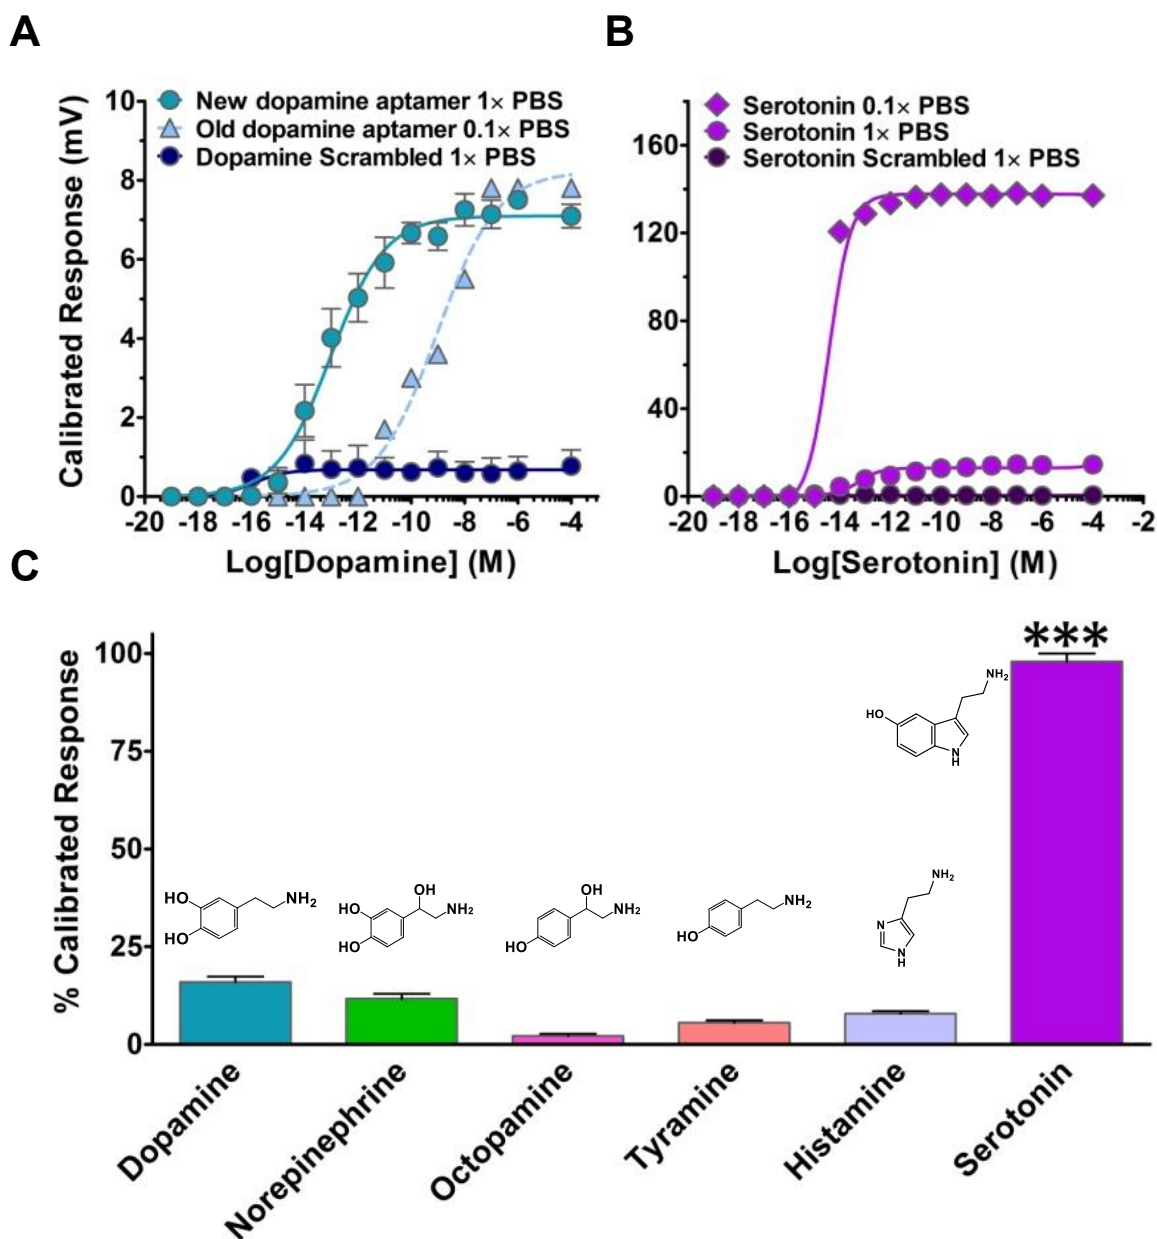 A
B
10
New dopamine aptamer 1× PBS
Old dopamine aptamer 0.1× PBS
Dopamine Scrambled 1× PBS
8
6
4
2
0
Calibrated Response (mV)
-20 -18 -16 -14 -12 -10 -8 -6 -4
Log[Dopamine] (M)
Serotonin 0.1× PBS
Serotonin 1× PBS
Serotonin Scrambled 1× PBS
160
120
80
40
0
-20 -18 -16 -14 -12 -10 -8 -6 -4 -2
Log[Serotonin] (M)
C
% Calibrated Response
100
75
50
25
0
***
HO
NH2
N
H
HO
HO
NH2
OH
HO
HO
NH2
OH
HO
NH2
HO
NH2
NH2
N
N
H
Dopamine
Norepinephrine
Octopamine
Tyramine
Histamine
Serotonin